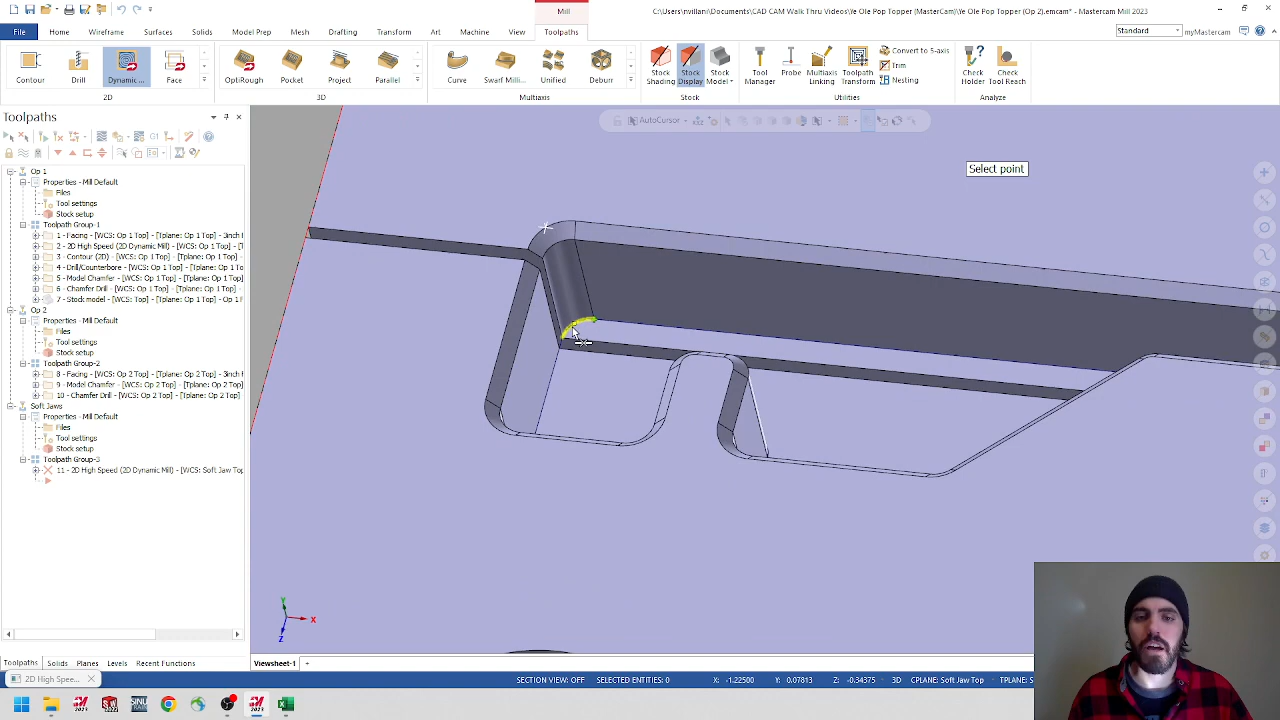 Mill
C:\Users\nvillani\Documents\CAD CAM Walk Thru Videos\Ye Ole Pop Topper (MasterCam)\Ye Ole Pop Topper (Op 2).emcam* - Mastercam Mill 2023
File Home Wireframe Surfaces Solids Model Prep Mesh Drafting Transform Art Machine View Toolpaths
Standard
myMastercam
Contour Drill Dynamic ... Face
OptiRough Pocket Project Parallel
Curve Swarf Milli... Unified Deburr
Stock Shading Stock Display Stock Model
Tool Manager Probe Multiaxis Linking Toolpath Transform
Convert to 5-axis
Trim
Nesting
Check Holder Check Tool Reach
2D 3D Multiaxis Stock Utilities Analyze
Toolpaths
AutoCursor
Select point
Op 1
Properties - Mill Default
Files
Tool settings
Stock setup
Toolpath Group-1
1 - Facing - [WCS: Op 1 Top] - [Tplane: Op 1 Top] - 3inch
2 - 2D High Speed (2D Dynamic Mill) - [WCS: Op 1 Top]
3 - Contour (2D) - [WCS: Op 1 Top] - [Tplane: Op 1 Top]
4 - Drill/Counterbore - [WCS: Op 1 Top] - [Tplane: Op 1
5 - Model Chamfer - [WCS: Op 1 Top] - [Tplane: Op 1 To
6 - Chamfer Drill - [WCS: Op 1 Top] - [Tplane: Op 1 Top
7 - Stock model - [WCS: Op 1 Top] - [Tplane: Op 1 Top
Op 2
Properties - Mill Default
Files
Tool settings
Stock setup
Toolpath Group-2
8 - Facing - [WCS: Op 2 Top] - [Tplane: Op 2 Top]
9 - Model Chamfer - [WCS: Op 2 Top] - [Tplane: Op 2 To
10 - Chamfer Drill - [WCS: Op 2 Top] - [Tplane: Op 2 To
Soft Jaws
Properties - Mill Default
Files
Tool settings
Stock setup
Toolpath Group-3
11 - 2D High Speed (2D Dynamic Mill) - [WCS: Soft Jaw To
Y
X
Z
Toolpaths Solids Planes Levels Recent Functions
Viewsheet-1 +
2D High Spee...
SECTION VIEW: OFF SELECTED ENTITIES: 0 X: -1.22500 Y: 0.07813 Z: -0.34375 3D CPLANE: Soft Jaw Top TPLANE: S